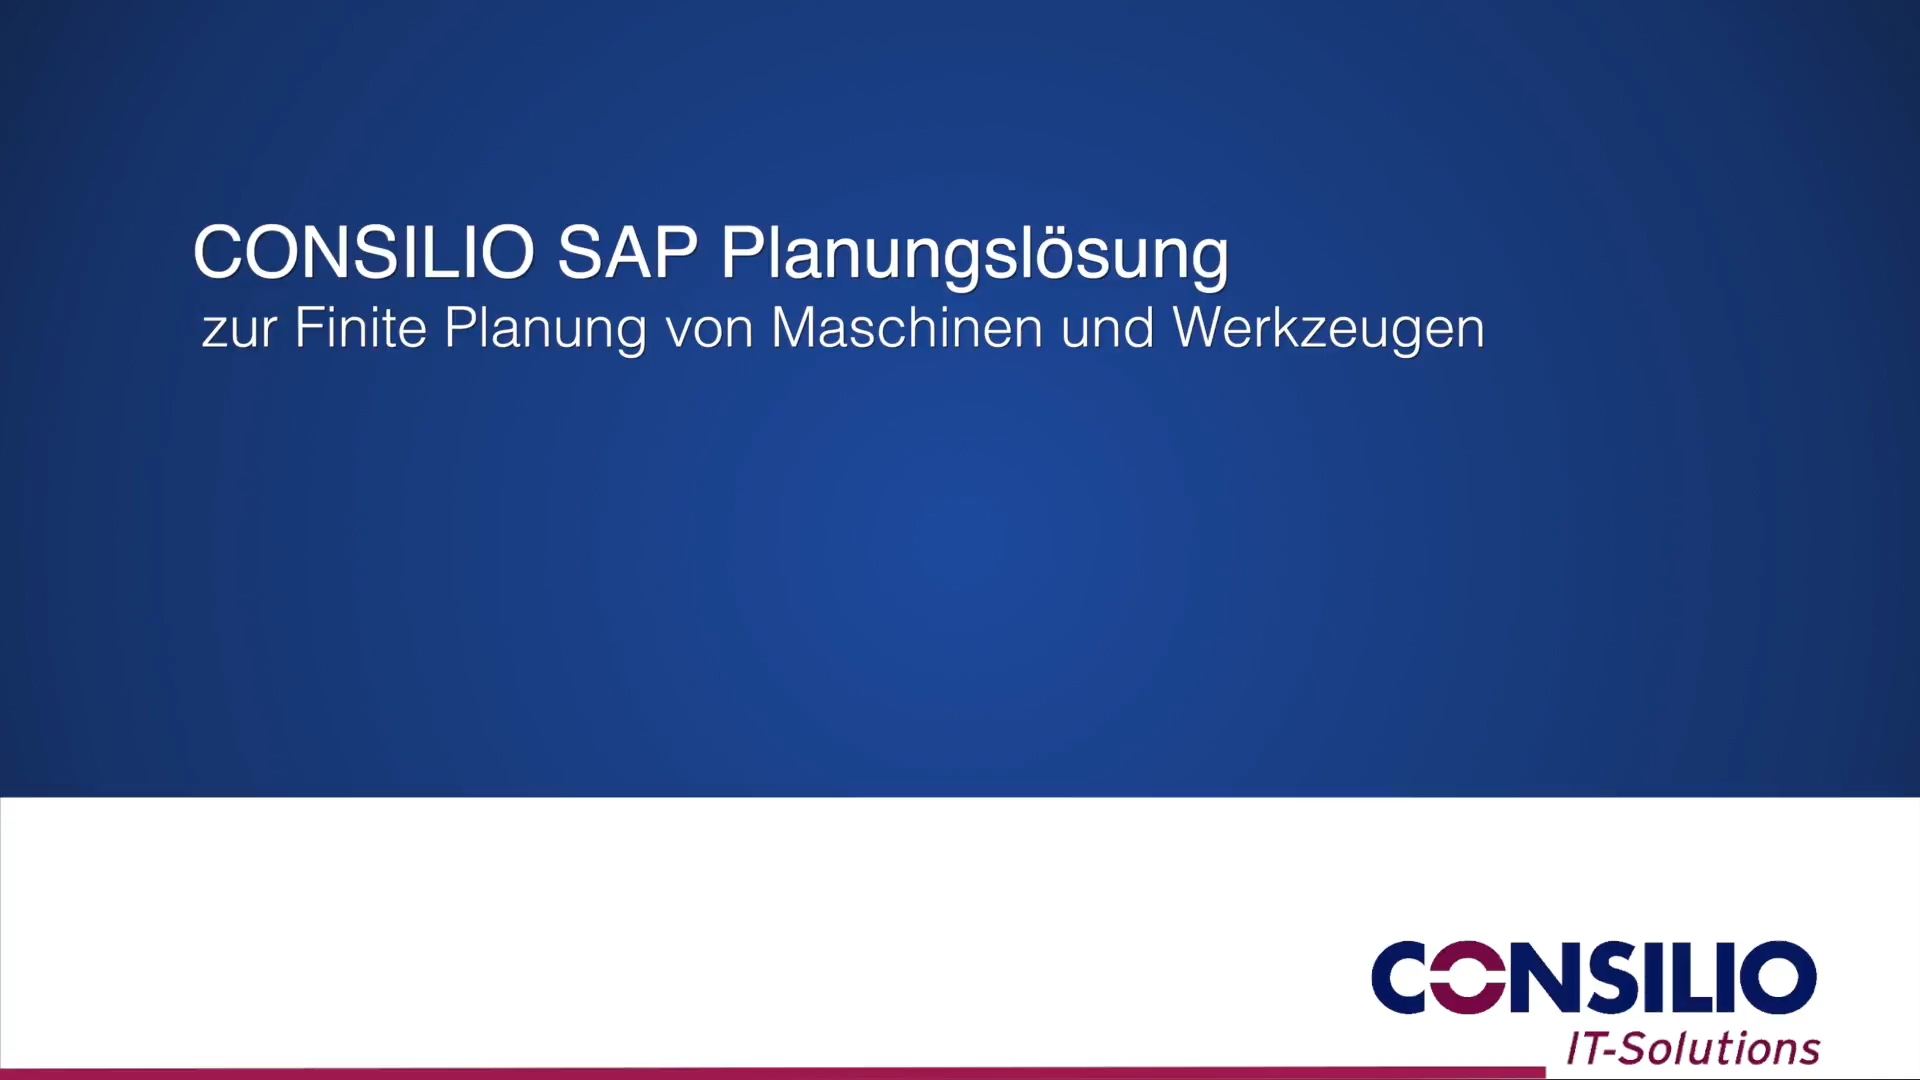 CONSILIO SAP Planungslösung
zur Finite Planung von Maschinen und Werkzeugen
CONSILIO
IT-Solutions